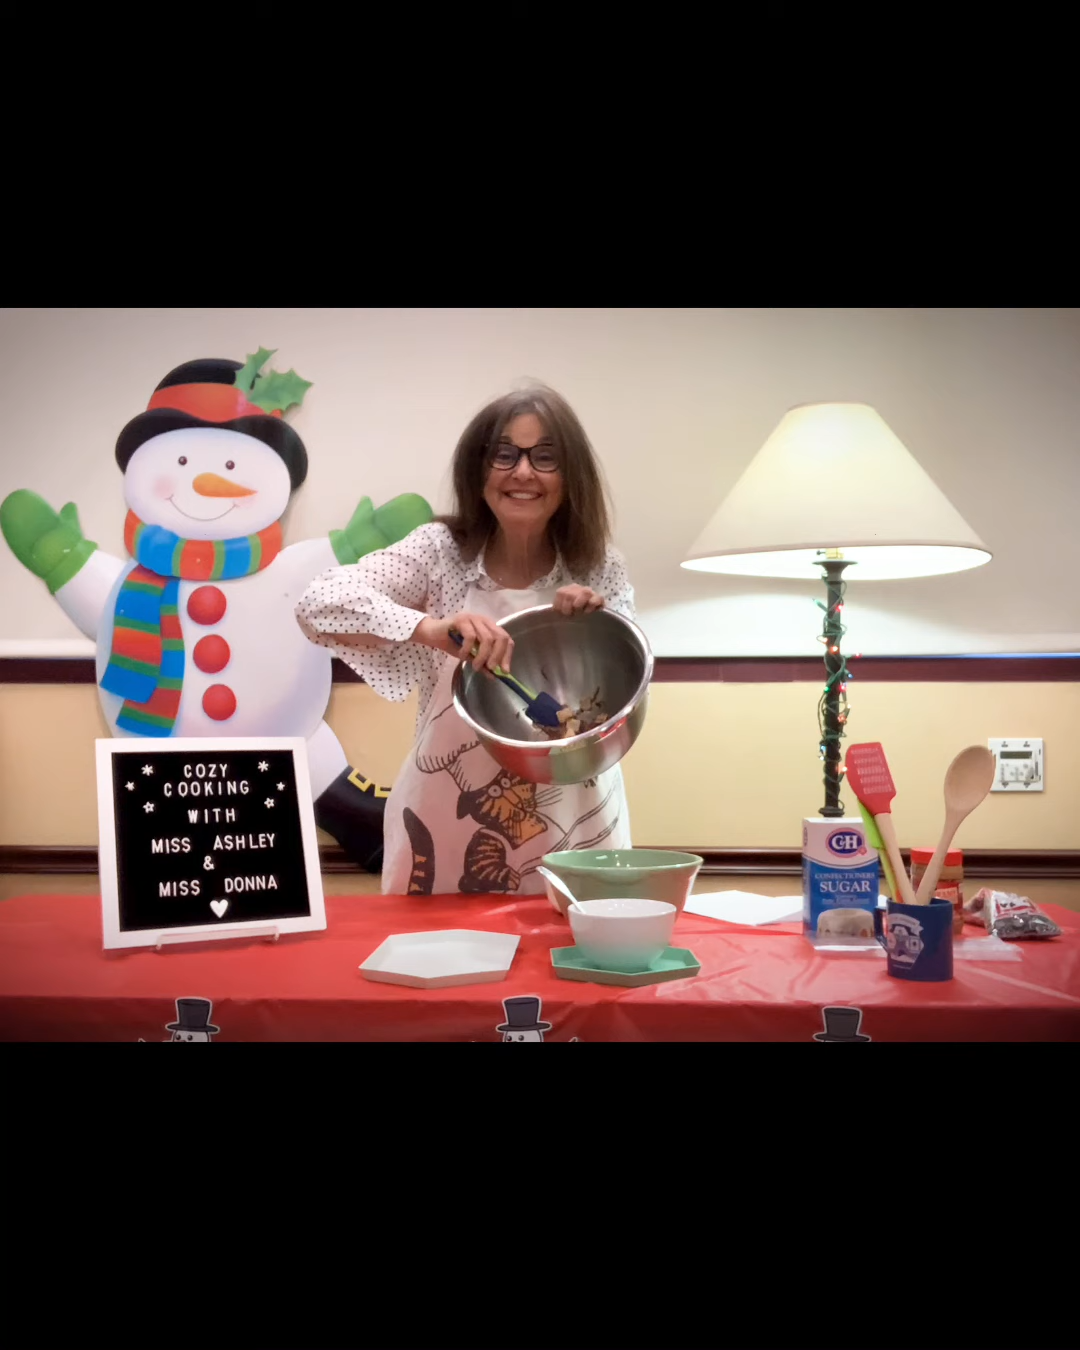 COZY
COOKING
WITH
MISS ASHLEY
&
MISS DONNA
C&H
CONFECTIONERS
SUGAR